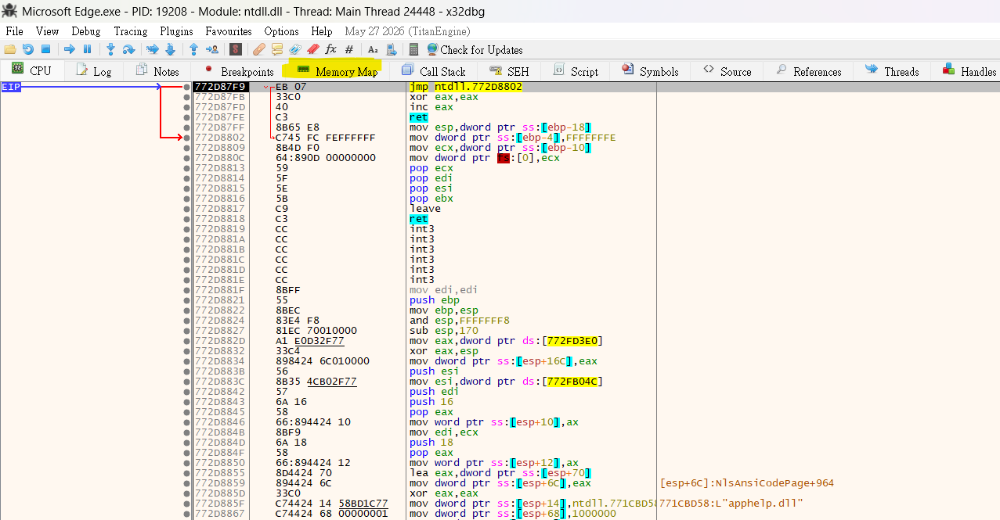 Microsoft Edge.exe - PID: 19208 - Module: ntdll.dll - Thread: Main Thread 24448 - x32dbg
File View Debug Tracing Plugins Favourites Options Help May 27 2026 (TitanEngine)
Check for Updates
CPU Log Notes Breakpoints Memory Map Call Stack SEH Script Symbols Source References Threads Handles
EIP 772D87F9 EB 07 jmp ntdll.772D8802
772D87FB 33C0 xor eax,eax
772D87FD 40 inc eax
772D87FE C3 ret
772D87FF 8B65 E8 mov esp,dword ptr ss:[ebp-18]
772D8802 C745 FC FEFFFFFF mov dword ptr ss:[ebp-4],FFFFFFFE
772D8809 8B4D F0 mov ecx,dword ptr ss:[ebp-10]
772D880C 64:890D 00000000 mov dword ptr fs:[0],ecx
772D8813 59 pop ecx
772D8814 5F pop edi
772D8815 5E pop esi
772D8816 5B pop ebx
772D8817 C9 leave
772D8818 C3 ret
772D8819 CC int3
772D881A CC int3
772D881B CC int3
772D881C CC int3
772D881D CC int3
772D881E CC int3
772D881F 8BFF mov edi,edi
772D8821 55 push ebp
772D8822 8BEC mov ebp,esp
772D8824 83E4 F8 and esp,FFFFFFF8
772D8827 81EC 70010000 sub esp,170
772D882D A1 E0D32F77 mov eax,dword ptr ds:[772FD3E0]
772D8832 33C4 xor eax,esp
772D8834 898424 6C010000 mov dword ptr ss:[esp+16C],eax
772D883B 56 push esi
772D883C 8B35 4CB02F77 mov esi,dword ptr ds:[772FB04C]
772D8842 57 push edi
772D8843 6A 16 push 16
772D8845 58 pop eax
772D8846 66:894424 10 mov word ptr ss:[esp+10],ax
772D884B 8BF9 mov edi,ecx
772D884D 6A 18 push 18
772D884F 58 pop eax
772D8850 66:894424 12 mov word ptr ss:[esp+12],ax
772D8855 8D4424 70 lea eax,dword ptr ss:[esp+70]
772D8859 894424 6C mov dword ptr ss:[esp+6C],eax [esp+6C]:NlsAnsiCodePage+964
772D885D 33C0 xor eax,eax
772D885F C74424 14 58BD1C77 mov dword ptr ss:[esp+14],ntdll.771CBD58 771CBD58:L"apphelp.dll"
772D8867 C74424 68 00000001 mov dword ptr ss:[esp+68],1000000